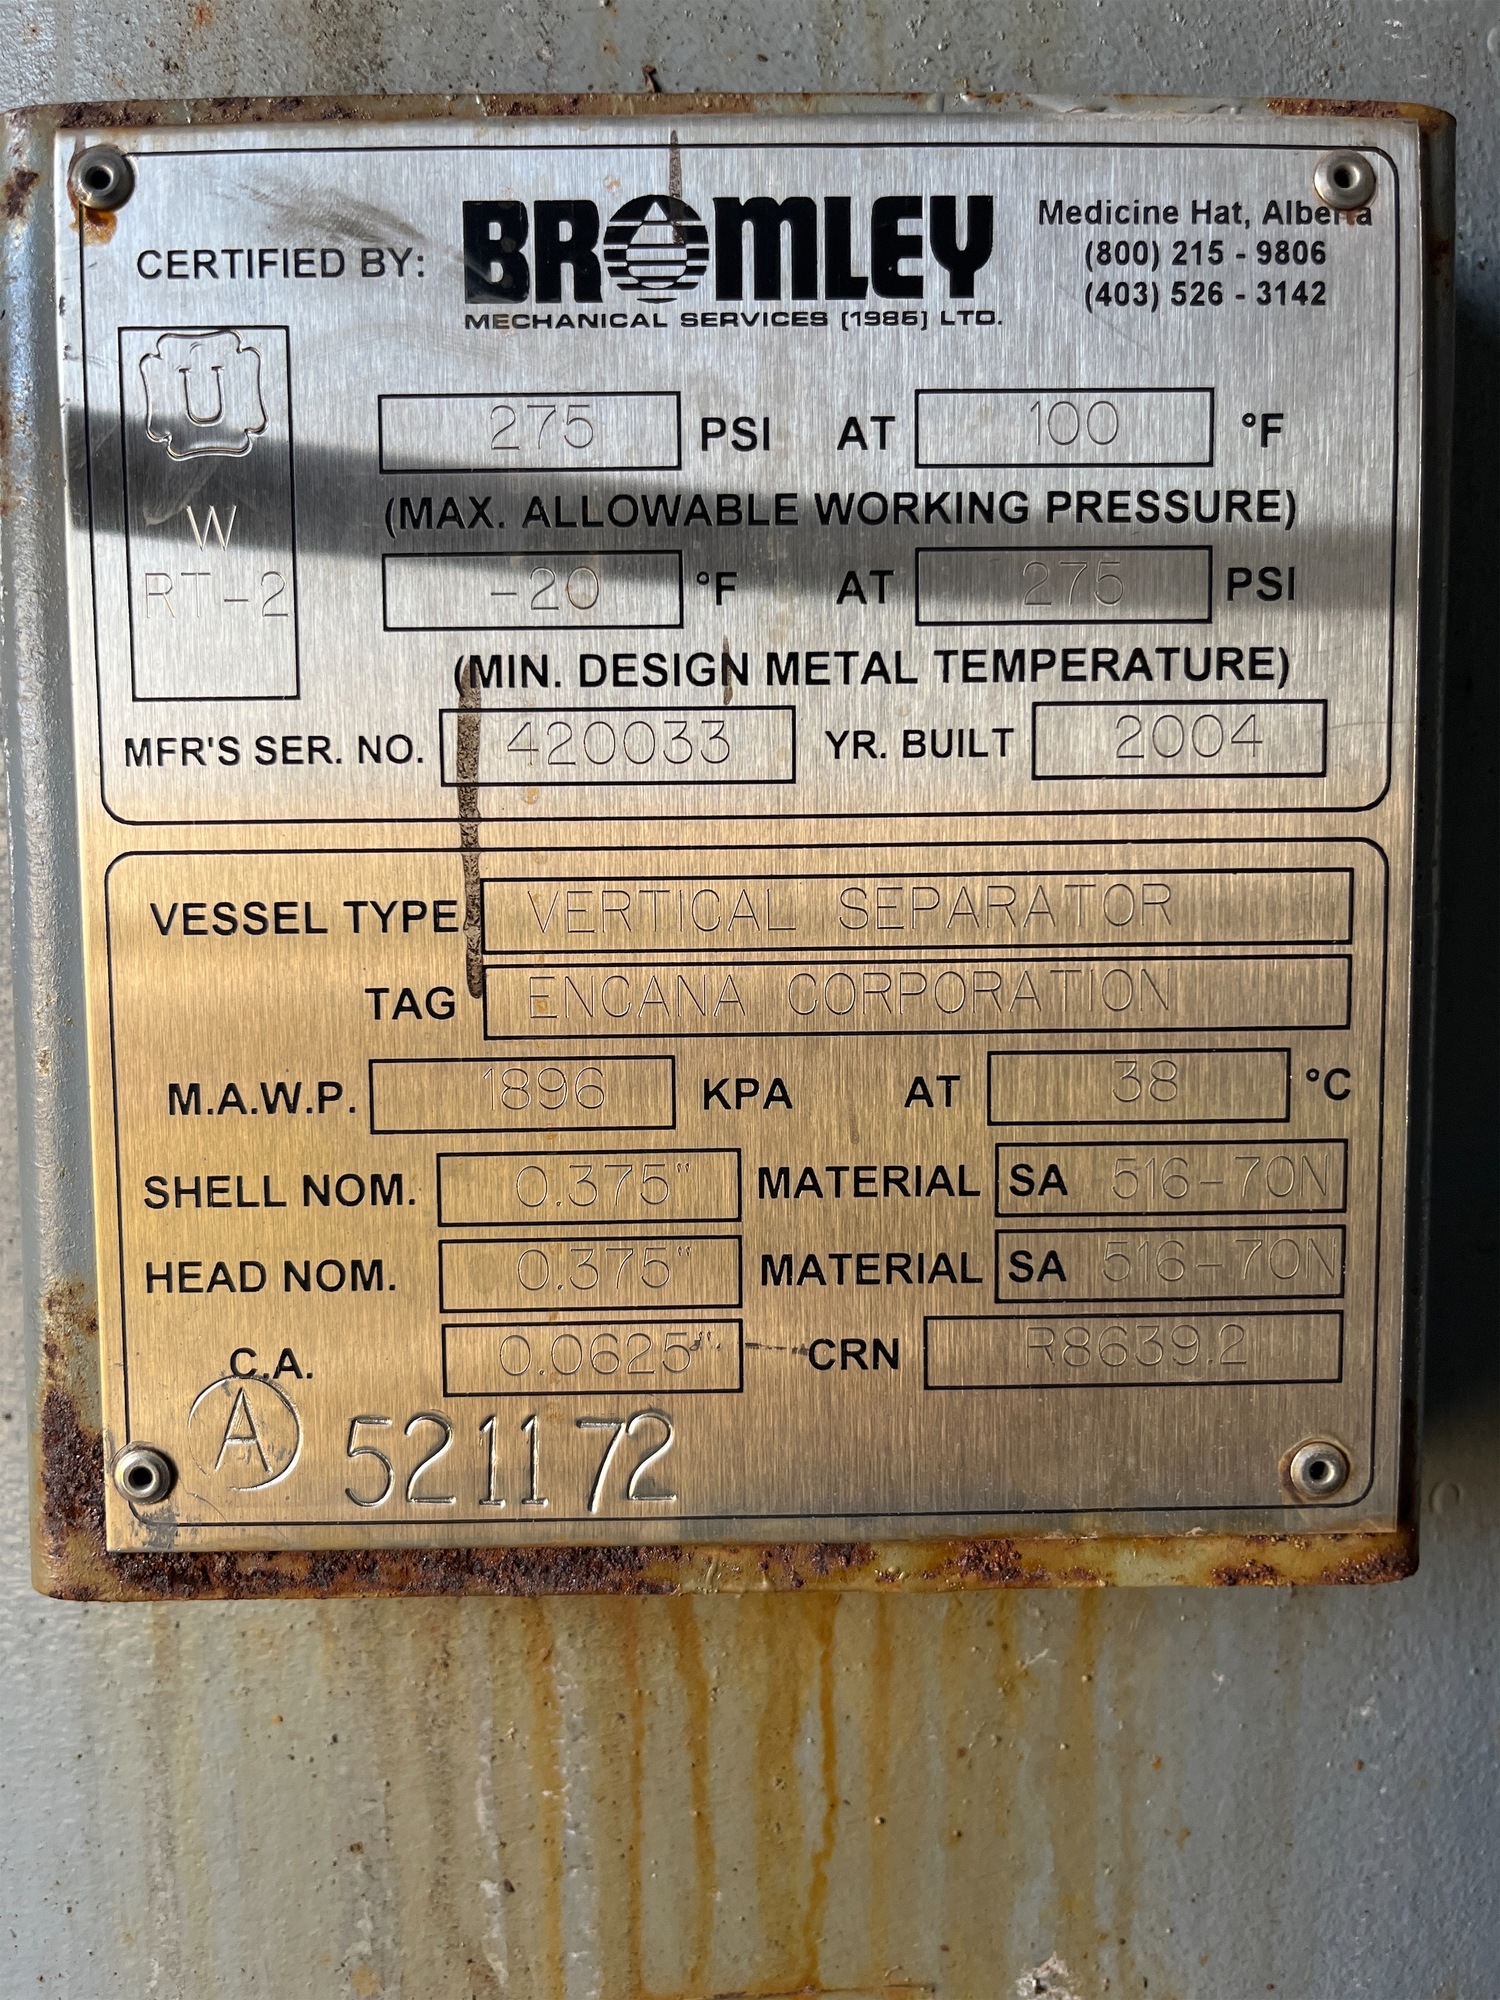 CERTIFIED BY: BROMLEY
MECHANICAL SERVICES (1986) LTD.
Medicine Hat, Alberta
(800) 215 - 9806
(403) 526 - 3142
U
W
RT-2
275 PSI AT 100 °F
(MAX. ALLOWABLE WORKING PRESSURE)
-20 °F AT 275 PSI
(MIN. DESIGN METAL TEMPERATURE)
MFR'S SER. NO. 420033 YR. BUILT 2004
VESSEL TYPE VERTICAL SEPARATOR
TAG ENCANA CORPORATION
M.A.W.P. 1896 KPA AT 38 °C
SHELL NOM. 0.375" MATERIAL SA 516-70N
HEAD NOM. 0.375" MATERIAL SA 516-70N
C.A. 0.0625" CRN R8639.2
A 521172